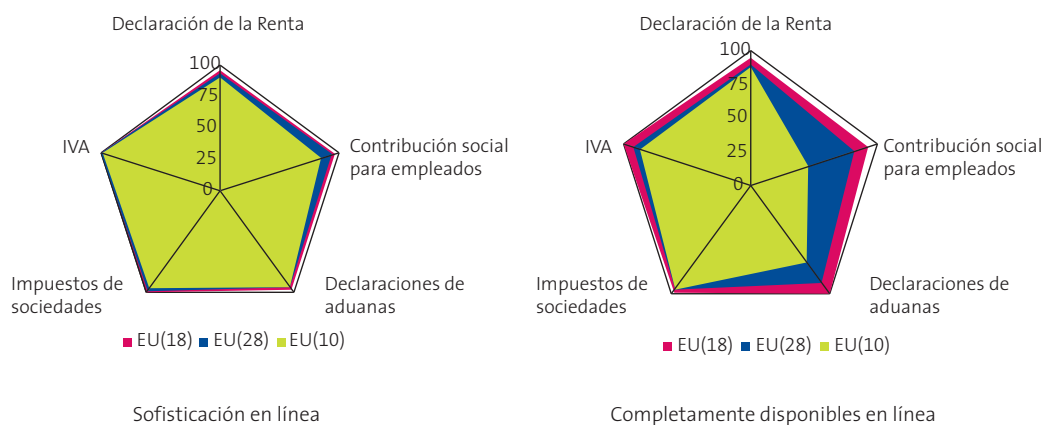 Declaración de la Renta
100
75
50
25
0
IVA
Contribución social
para empleados
Impuestos de
sociedades
Declaraciones de
aduanas
EU(18) EU(28) EU(10)
Sofisticación en línea
Declaración de la Renta
100
75
50
25
0
IVA
Contribución social
para empleados
Impuestos de
sociedades
Declaraciones de
aduanas
EU(18) EU(28) EU(10)
Completamente disponibles en línea